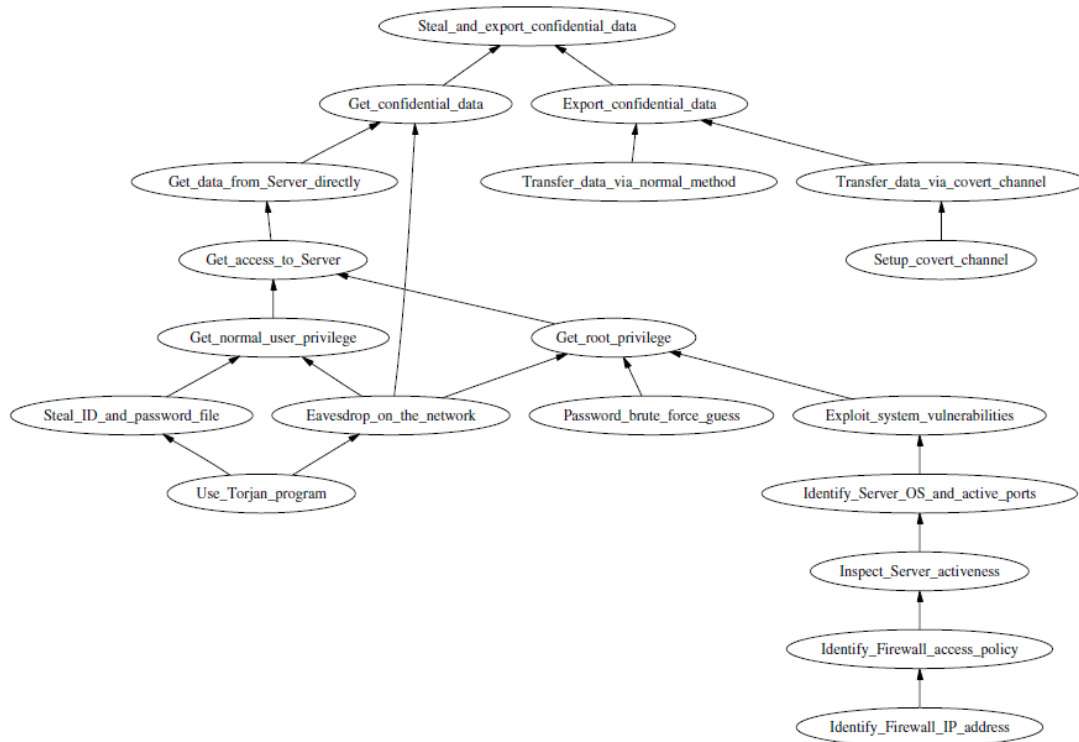 Steal_and_export_confidential_data
Get_confidential_data
Export_confidential_data
Get_data_from_Server_directly
Transfer_data_via_normal_method
Transfer_data_via_covert_channel
Get_access_to_Server
Setup_covert_channel
Get_normal_user_privilege
Get_root_privilege
Steal_ID_and_password_file
Eavesdrop_on_the_network
Password_brute_force_guess
Exploit_system_vulnerabilities
Use_Torjan_program
Identify_Server_OS_and_active_ports
Inspect_Server_activeness
Identify_Firewall_access_policy
Identify_Firewall_IP_address